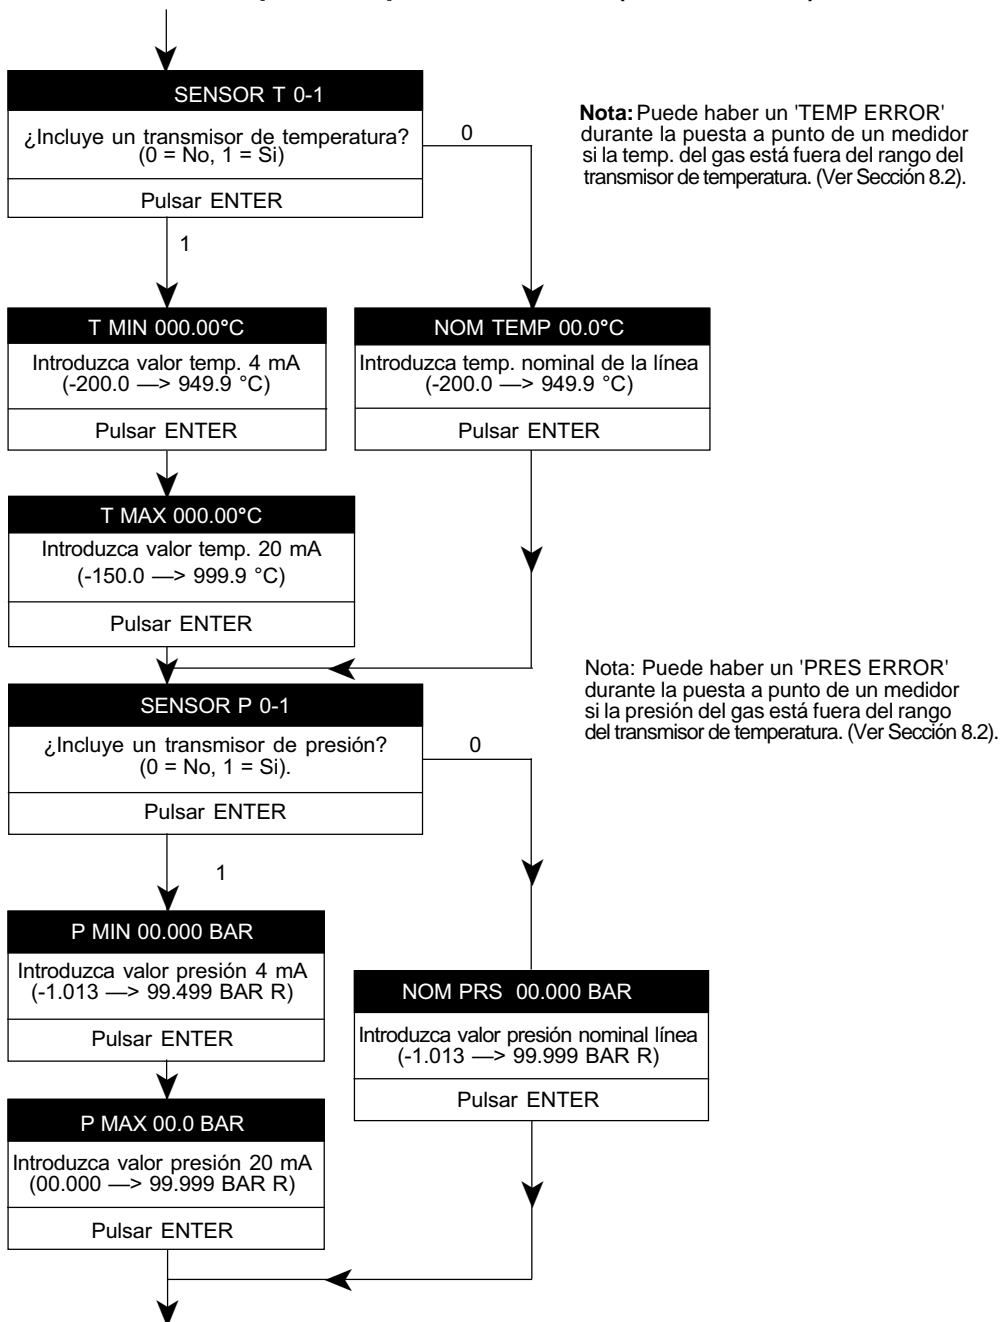 SENSOR T 0-1
¿Incluye un transmisor de temperatura?
(0 = No, 1 = Si)
Pulsar ENTER
0
1
Nota: Puede haber un 'TEMP ERROR'
durante la puesta a punto de un medidor
si la temp. del gas está fuera del rango del
transmisor de temperatura. (Ver Sección 8.2).
T MIN 000.00°C
Introduzca valor temp. 4 mA
(-200.0 —> 949.9 °C)
Pulsar ENTER
NOM TEMP 00.0°C
Introduzca temp. nominal de la línea
(-200.0 —> 949.9 °C)
Pulsar ENTER
T MAX 000.00°C
Introduzca valor temp. 20 mA
(-150.0 —> 999.9 °C)
Pulsar ENTER
SENSOR P 0-1
¿Incluye un transmisor de presión?
(0 = No, 1 = Si).
Pulsar ENTER
0
1
Nota: Puede haber un 'PRES ERROR'
durante la puesta a punto de un medidor
si la presión del gas está fuera del rango
del transmisor de temperatura. (Ver Sección 8.2).
P MIN 00.000 BAR
Introduzca valor presión 4 mA
(-1.013 —> 99.499 BAR R)
Pulsar ENTER
NOM PRS 00.000 BAR
Introduzca valor presión nominal línea
(-1.013 —> 99.999 BAR R)
Pulsar ENTER
P MAX 00.0 BAR
Introduzca valor presión 20 mA
(00.000 —> 99.999 BAR R)
Pulsar ENTER